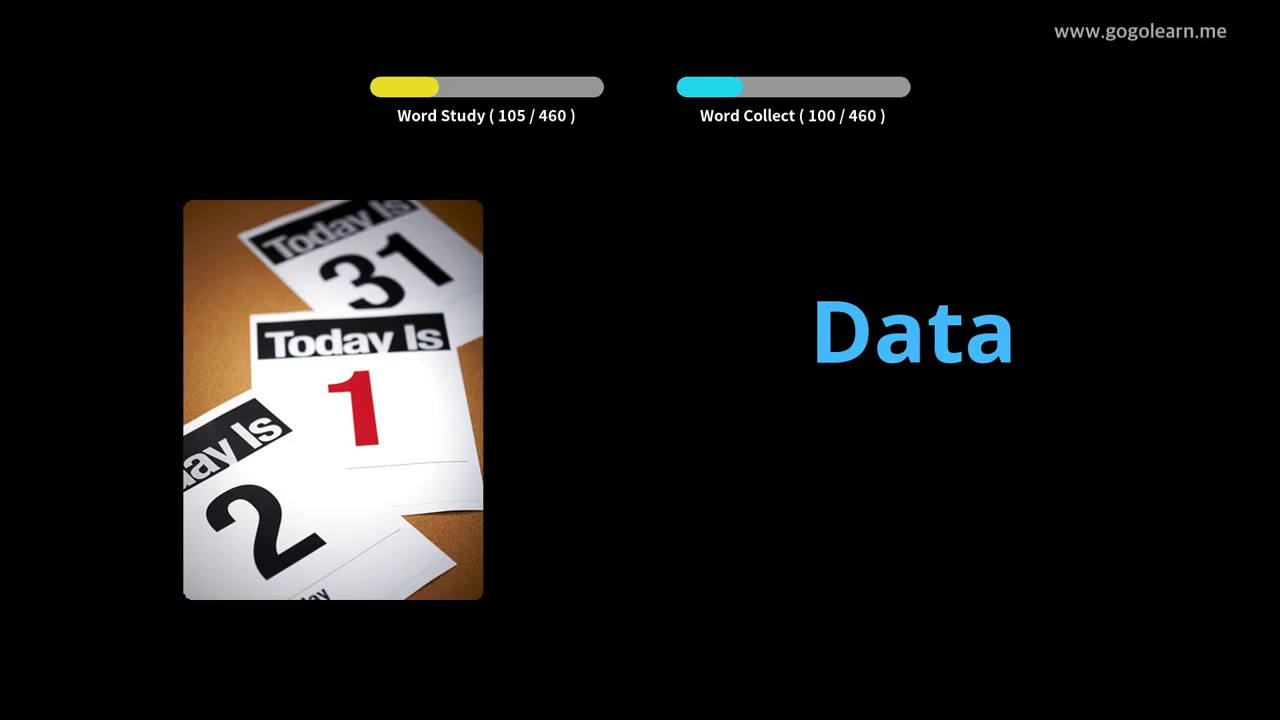 www.gogolearn.me
Word Study ( 105 / 460 )
Word Collect ( 100 / 460 )
Today Is
31
Today Is
1
ay Is
2
ay
Data